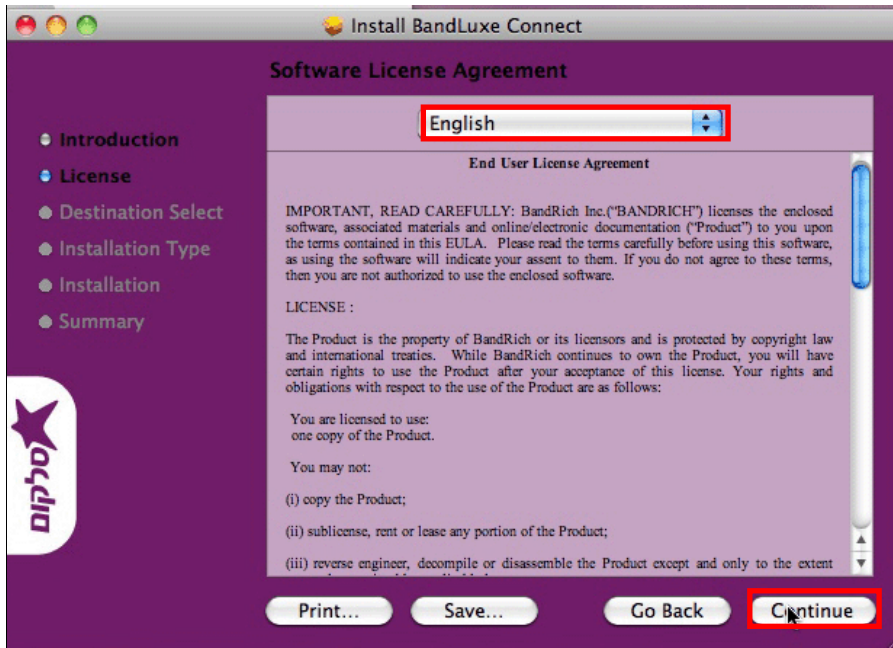 Install BandLuxe Connect
Software License Agreement
Introduction
License
Destination Select
Installation Type
Installation
Summary
סלקום
English
End User License Agreement
IMPORTANT, READ CAREFULLY: BandRich Inc.(“BANDRICH”) licenses the enclosed
software, associated materials and online/electronic documentation (“Product”) to you upon
the terms contained in this EULA. Please read the terms carefully before using this software,
as using the software will indicate your assent to them. If you do not agree to these terms,
then you are not authorized to use the enclosed software.
LICENSE :
The Product is the property of BandRich or its licensors and is protected by copyright law
and international treaties. While BandRich continues to own the Product, you will have
certain rights to use the Product after your acceptance of this license. Your rights and
obligations with respect to the use of the Product are as follows:
You are licensed to use:
one copy of the Product.
You may not:
(i) copy the Product;
(ii) sublicense, rent or lease any portion of the Product;
(iii) reverse engineer, decompile or disassemble the Product except and only to the extent
Print...
Save...
Go Back
Continue